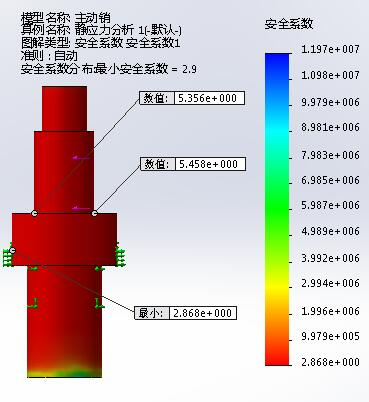 模型名称: 主动销
算例名称: 静应力分析 1(-默认-)
图解类型: 安全系数 安全系数1
准则 : 自动
安全系数分布:最小安全系数 = 2.9
安全系数
1.197e+007
1.098e+007
9.979e+006
8.981e+006
7.983e+006
6.985e+006
5.987e+006
4.989e+006
3.992e+006
2.994e+006
1.996e+006
9.979e+005
2.868e+000
数值: 5.356e+000
数值: 5.458e+000
最小: 2.868e+000